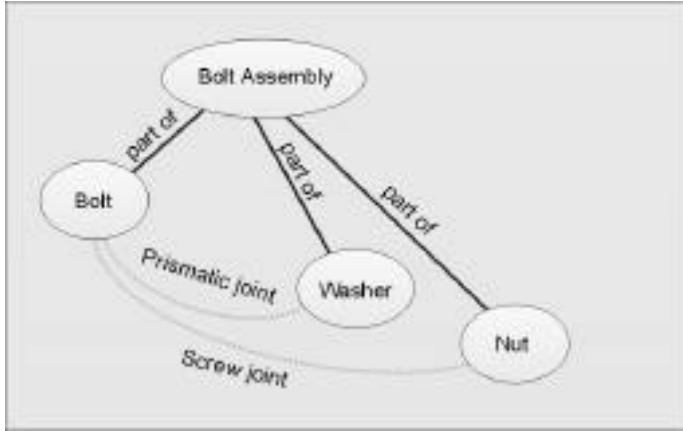 Bolt Assembly
part of
part of
part of
Bolt
Prismatic joint
Washer
Screw joint
Nut